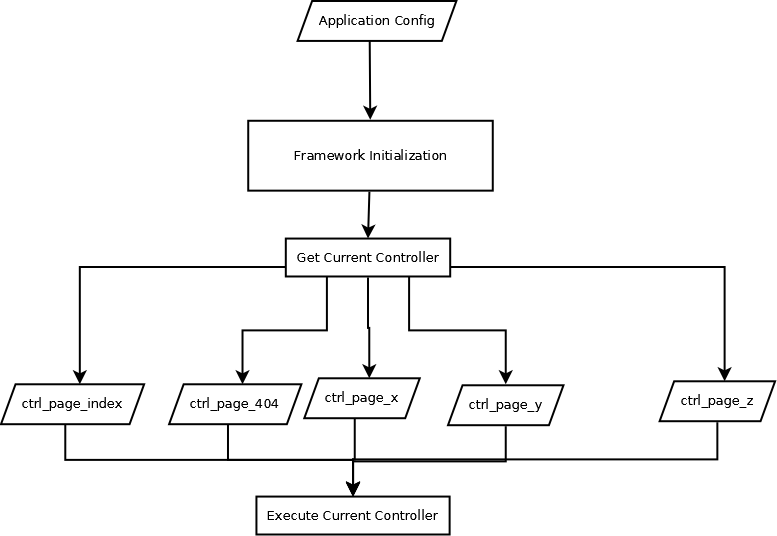 Application Config
Framework Initialization
Get Current Controller
ctrl_page_index
ctrl_page_404
ctrl_page_x
ctrl_page_y
ctrl_page_z
Execute Current Controller